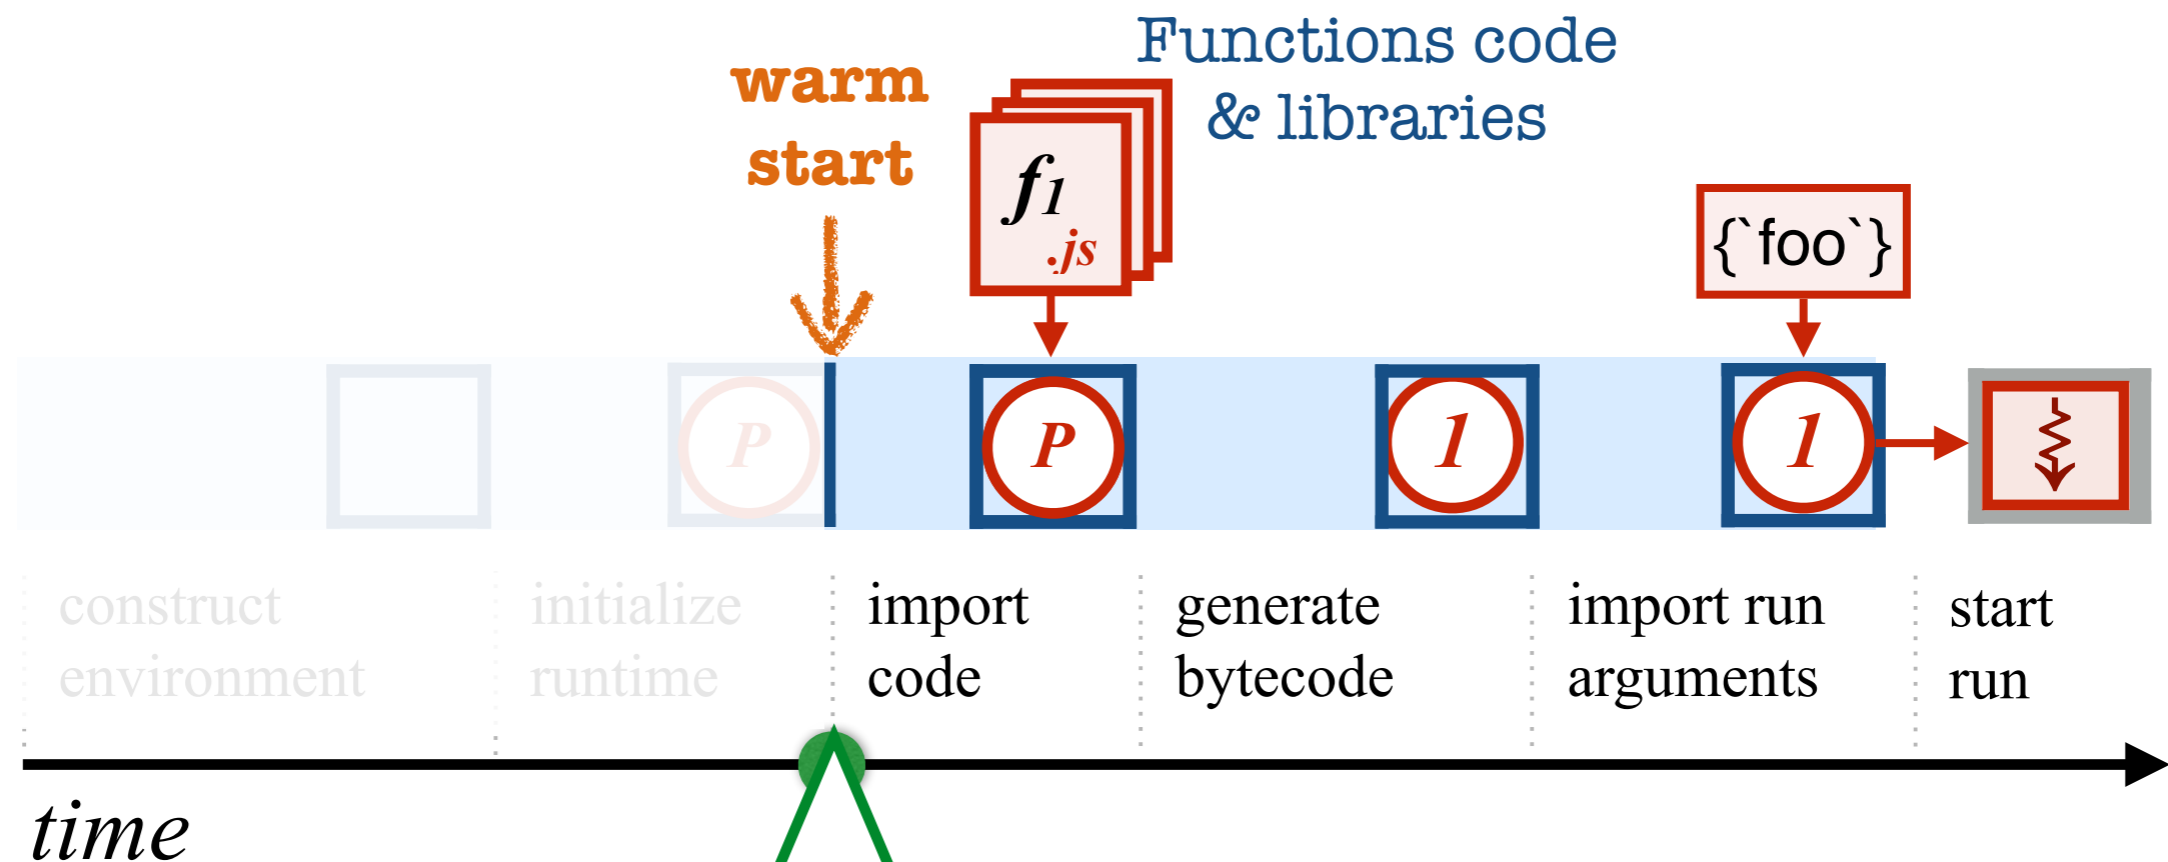 Functions code
& libraries
warm
start
f1
.js
{`foo`}
P
P
1
1
construct
environment
initialize
runtime
import
code
generate
bytecode
import run
arguments
start
run
time